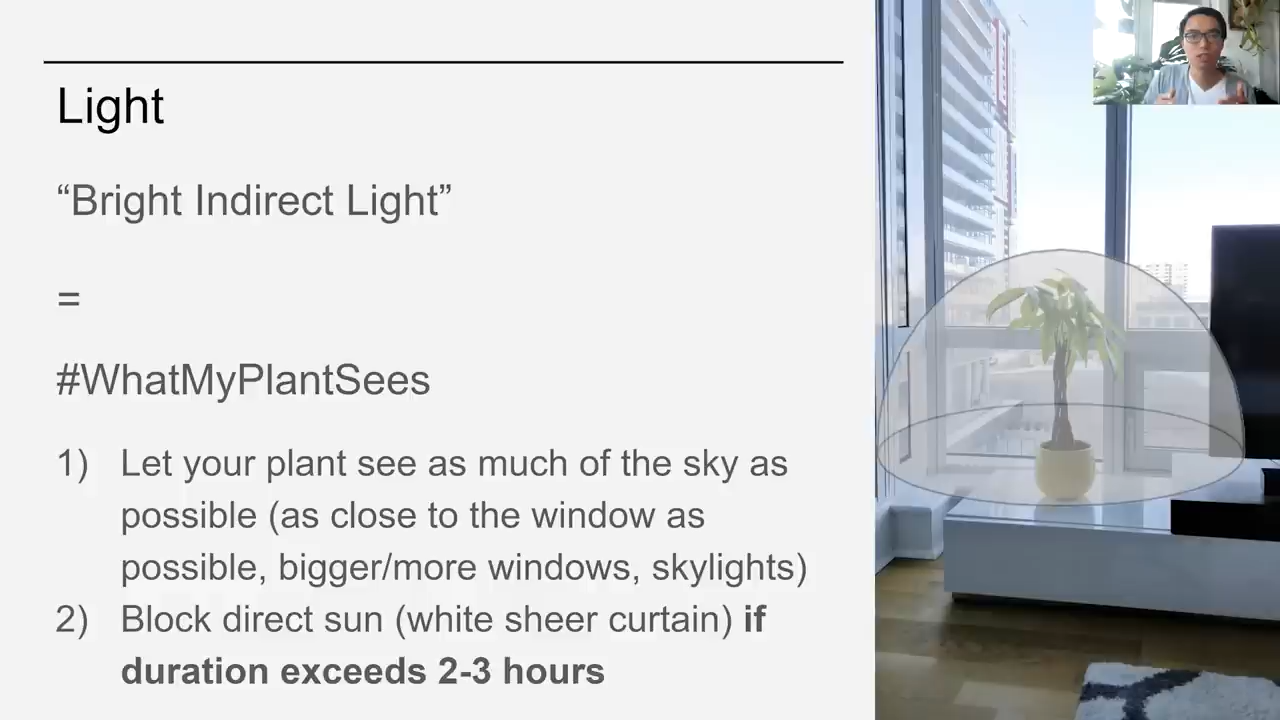 Light
“Bright Indirect Light”
=
#WhatMyPlantSees
1) Let your plant see as much of the sky as
possible (as close to the window as
possible, bigger/more windows, skylights)
2) Block direct sun (white sheer curtain) if
duration exceeds 2-3 hours